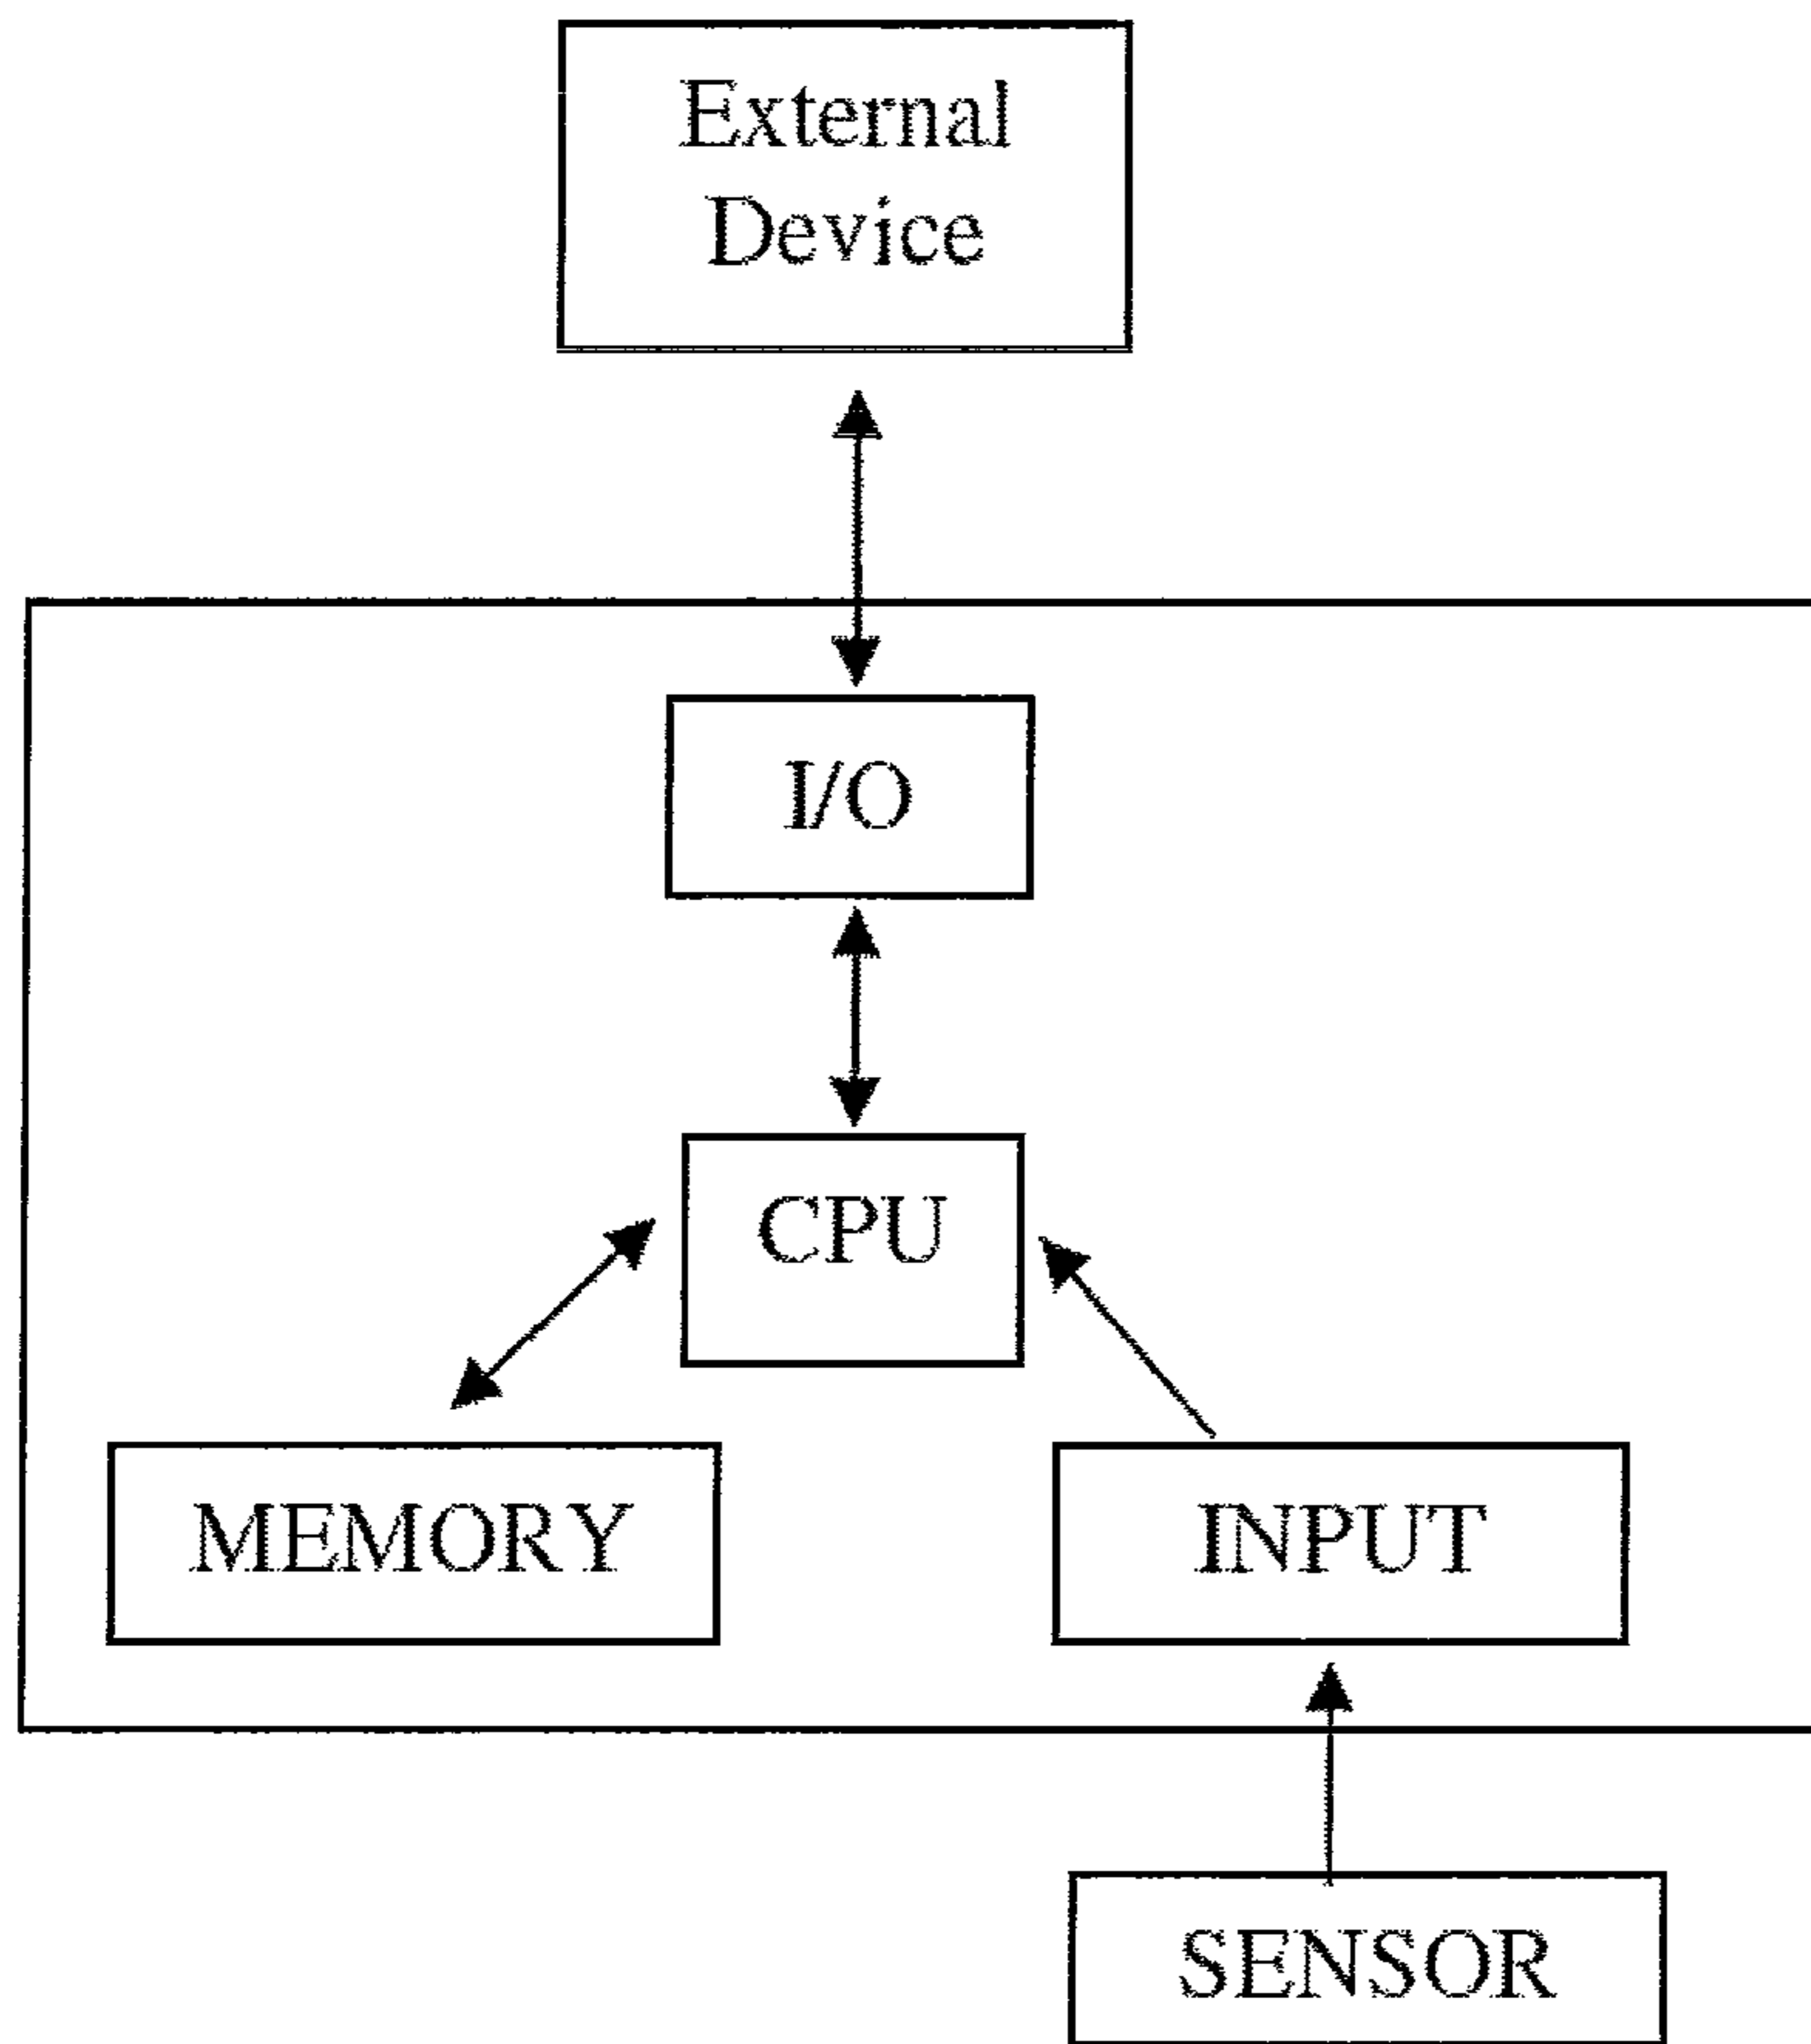 External
Device
I/O
CPU
MEMORY
INPUT
SENSOR